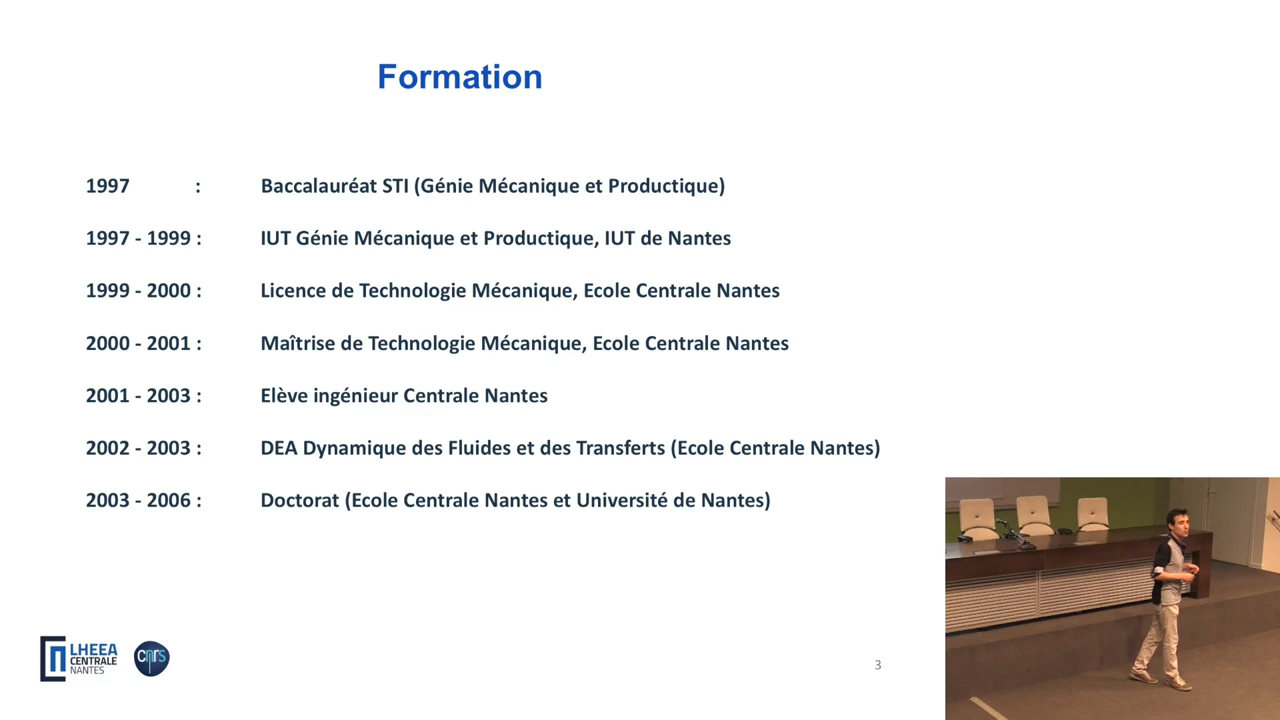 Formation
1997 : Baccalauréat STI (Génie Mécanique et Productique)
1997 - 1999 : IUT Génie Mécanique et Productique, IUT de Nantes
1999 - 2000 : Licence de Technologie Mécanique, Ecole Centrale Nantes
2000 - 2001 : Maîtrise de Technologie Mécanique, Ecole Centrale Nantes
2001 - 2003 : Elève ingénieur Centrale Nantes
2002 - 2003 : DEA Dynamique des Fluides et des Transferts (Ecole Centrale Nantes)
2003 - 2006 : Doctorat (Ecole Centrale Nantes et Université de Nantes)
LHEEA
CENTRALE
NANTES
cnrs
3